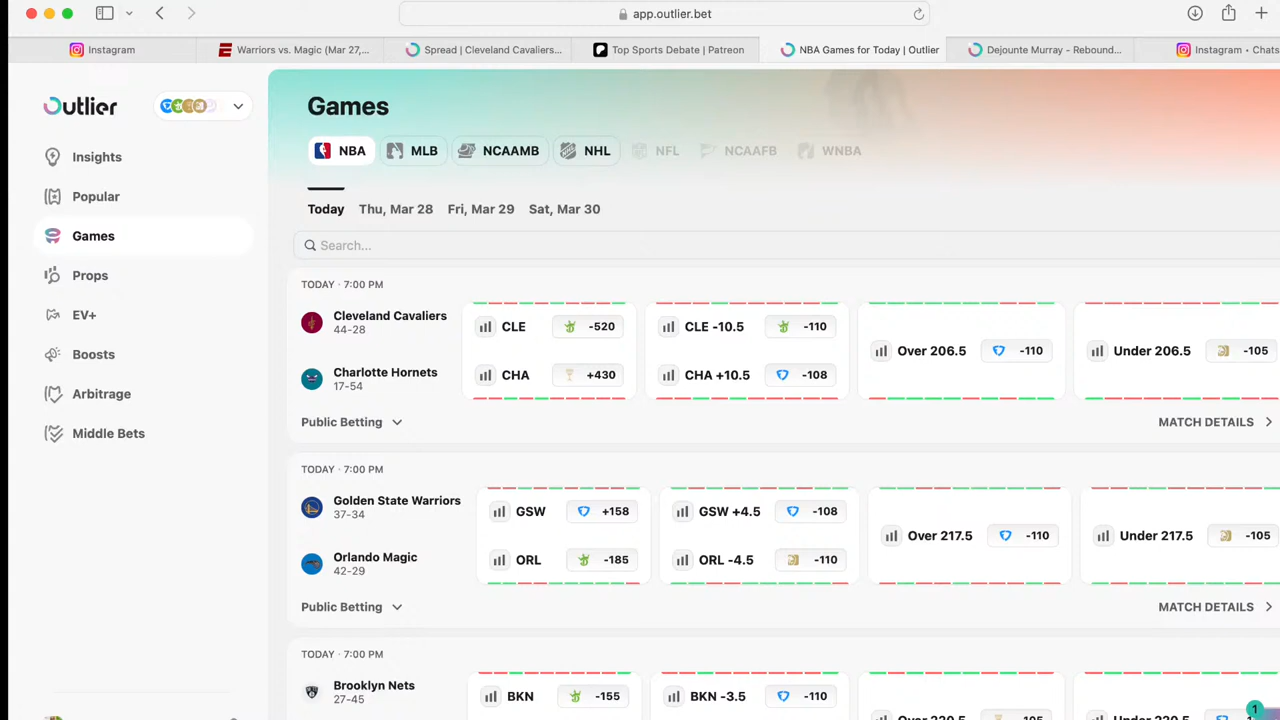 app.outlier.bet
Instagram
Warriors vs. Magic (Mar 27,...
Spread | Cleveland Cavaliers...
Top Sports Debate | Patreon
NBA Games for Today | Outlier
Dejounte Murray - Rebound...
Instagram • Chats
Outlier
Insights
Popular
Games
Props
EV+
Boosts
Arbitrage
Middle Bets
Games
NBA MLB NCAAMB NHL NFL NCAAFB WNBA
Today Thu, Mar 28 Fri, Mar 29 Sat, Mar 30
Search...
TODAY · 7:00 PM
Cleveland Cavaliers
44-28
Charlotte Hornets
17-54
CLE -520
CHA +430
CLE -10.5 -110
CHA +10.5 -108
Over 206.5 -110
Under 206.5 -105
Public Betting
MATCH DETAILS
TODAY · 7:00 PM
Golden State Warriors
37-34
Orlando Magic
42-29
GSW +158
ORL -185
GSW +4.5 -108
ORL -4.5 -110
Over 217.5 -110
Under 217.5 -105
Public Betting
MATCH DETAILS
TODAY · 7:00 PM
Brooklyn Nets
27-45
BKN -155
BKN -3.5 -110
1